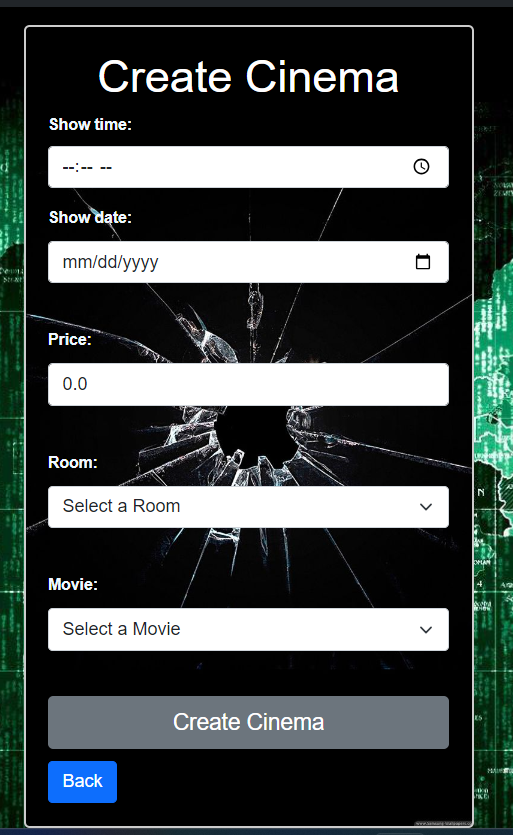 Create Cinema
Show time:
--:-- --
Show date:
mm/dd/yyyy
Price:
0.0
Room:
Select a Room
Movie:
Select a Movie
Create Cinema
Back